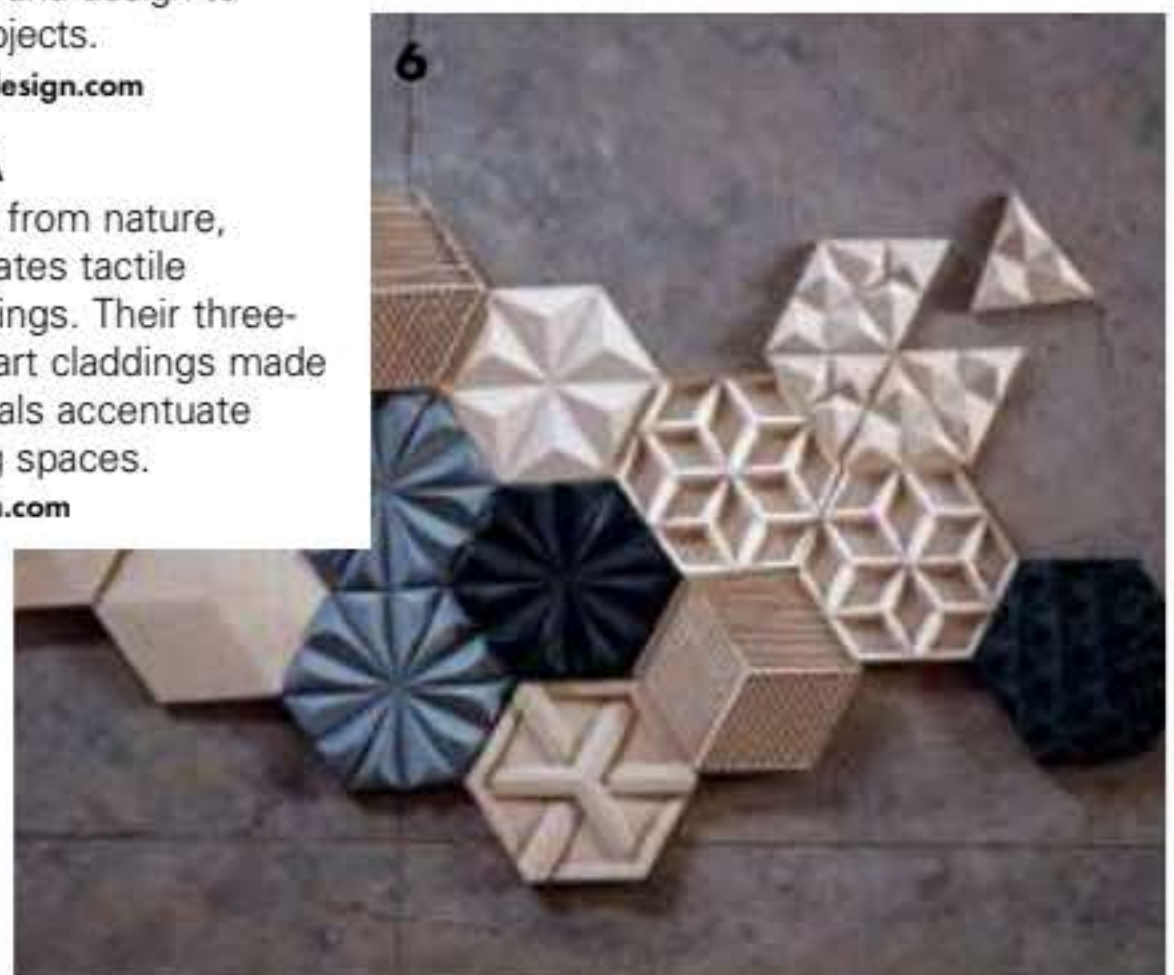 ojects.
esign.com
from nature,
ates tactile
ings. Their three-
art claddings made
als accentuate
g spaces.
.com
6